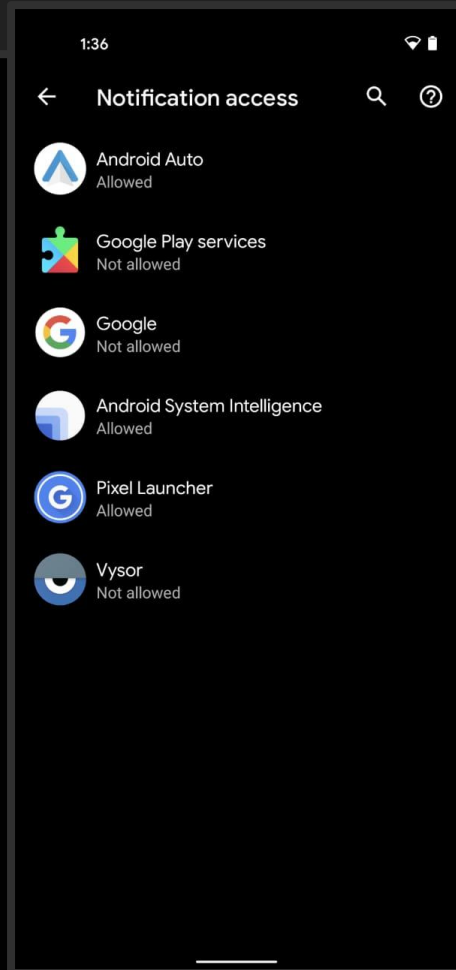 1:36
Notification access
Android Auto
Allowed
Google Play services
Not allowed
Google
Not allowed
Android System Intelligence
Allowed
Pixel Launcher
Allowed
Vysor
Not allowed